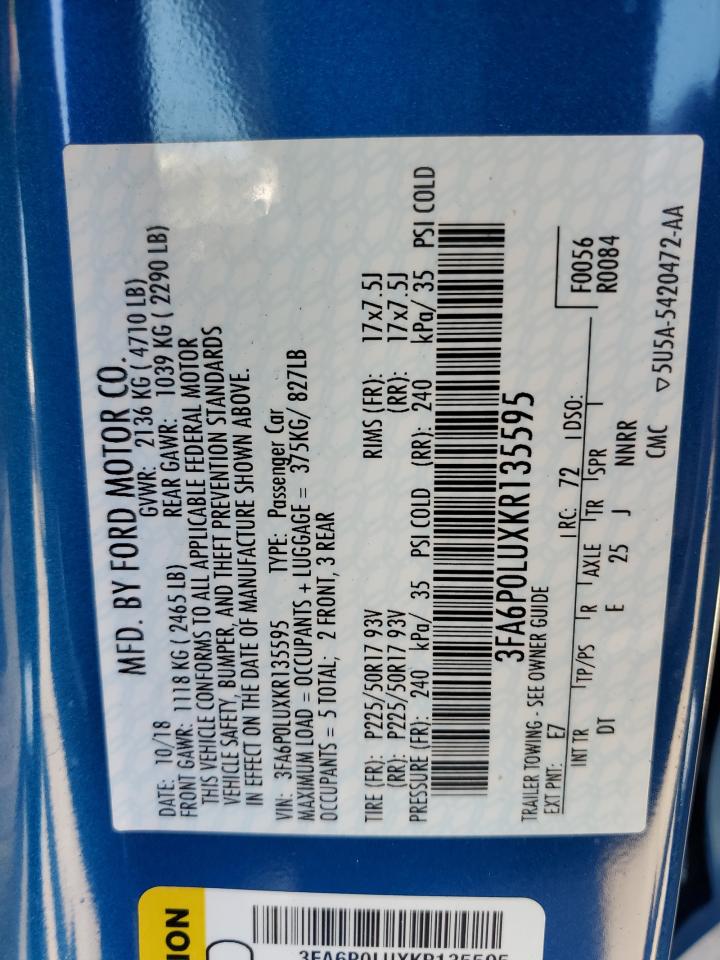 MFD. BY FORD MOTOR CO.
DATE: 10/18 GVWR: 2136 KG ( 4710 LB)
FRONT GAWR: 1118 KG ( 2465 LB) REAR GAWR: 1039 KG ( 2290 LB)
THIS VEHICLE CONFORMS TO ALL APPLICABLE FEDERAL MOTOR
VEHICLE SAFETY, BUMPER, AND THEFT PREVENTION STANDARDS
IN EFFECT ON THE DATE OF MANUFACTURE SHOWN ABOVE.
VIN: 3FA6P0LUXKR135595 TYPE: Passenger Car
MAXIMUM LOAD = OCCUPANTS + LUGGAGE = 375KG/ 827LB
OCCUPANTS = 5 TOTAL; 2 FRONT, 3 REAR
TIRE (FR): P225/50R17 93V RIMS (FR): 17x7.5J
(RR): P225/50R17 93V (RR): 17x7.5J
PRESSURE (FR): 240 kPa/ 35 PSI COLD (RR): 240 kPa/ 35 PSI COLD
3FA6P0LUXKR135595
TRAILER TOWING - SEE OWNER GUIDE
EXT PNT: E7 RC: 72 DSO: F0056
R0084
INT TR TP/PS R AXLE TR SPR
DT E 25 J NNRR
CMC ▽5U5A-5420472-AA
3FA6P0LUXKR135595